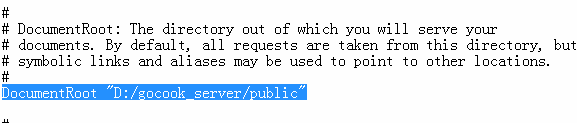 #
# DocumentRoot: The directory out of which you will serve your
# documents. By default, all requests are taken from this directory, but
# symbolic links and aliases may be used to point to other locations.
#
DocumentRoot "D:/gocook_server/public"
#